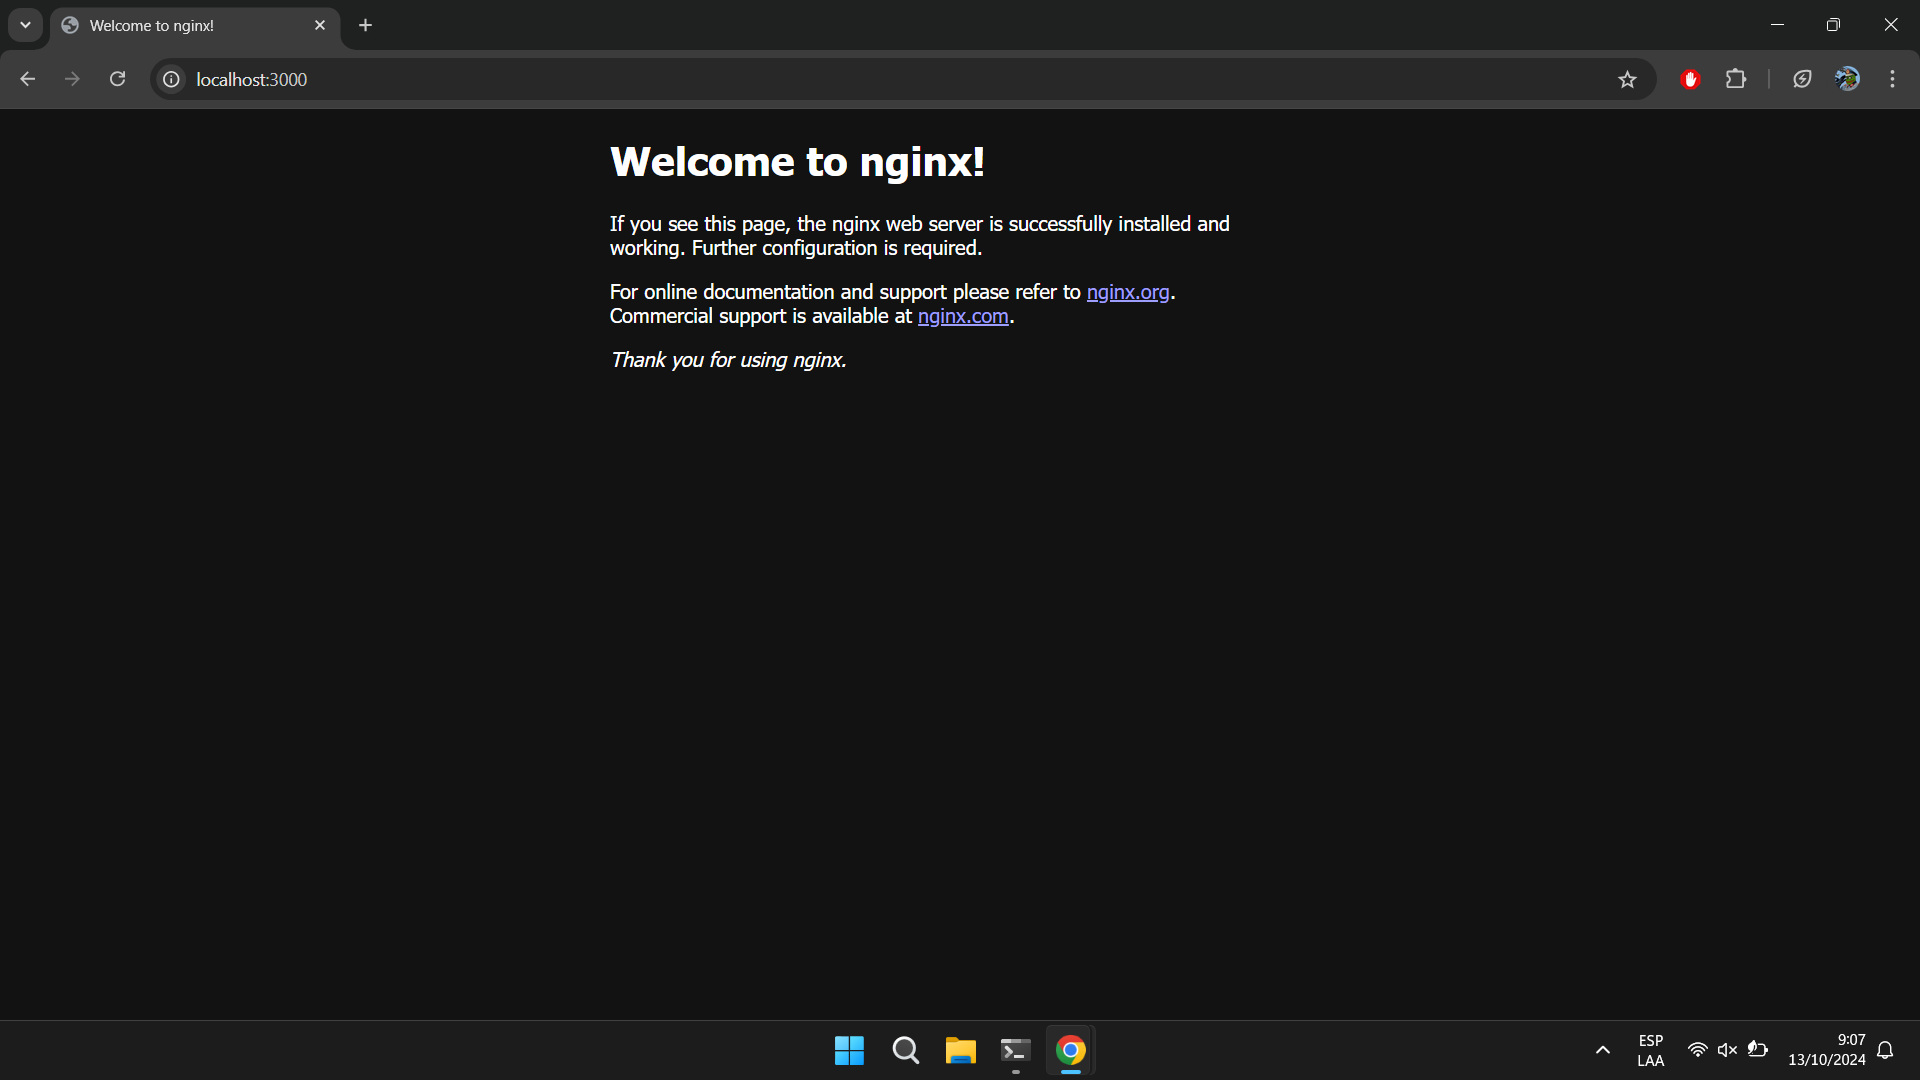 Welcome to nginx!
localhost:3000
Welcome to nginx!
If you see this page, the nginx web server is successfully installed and
working. Further configuration is required.
For online documentation and support please refer to nginx.org.
Commercial support is available at nginx.com.
Thank you for using nginx.
ESP
LAA
9:07
13/10/2024